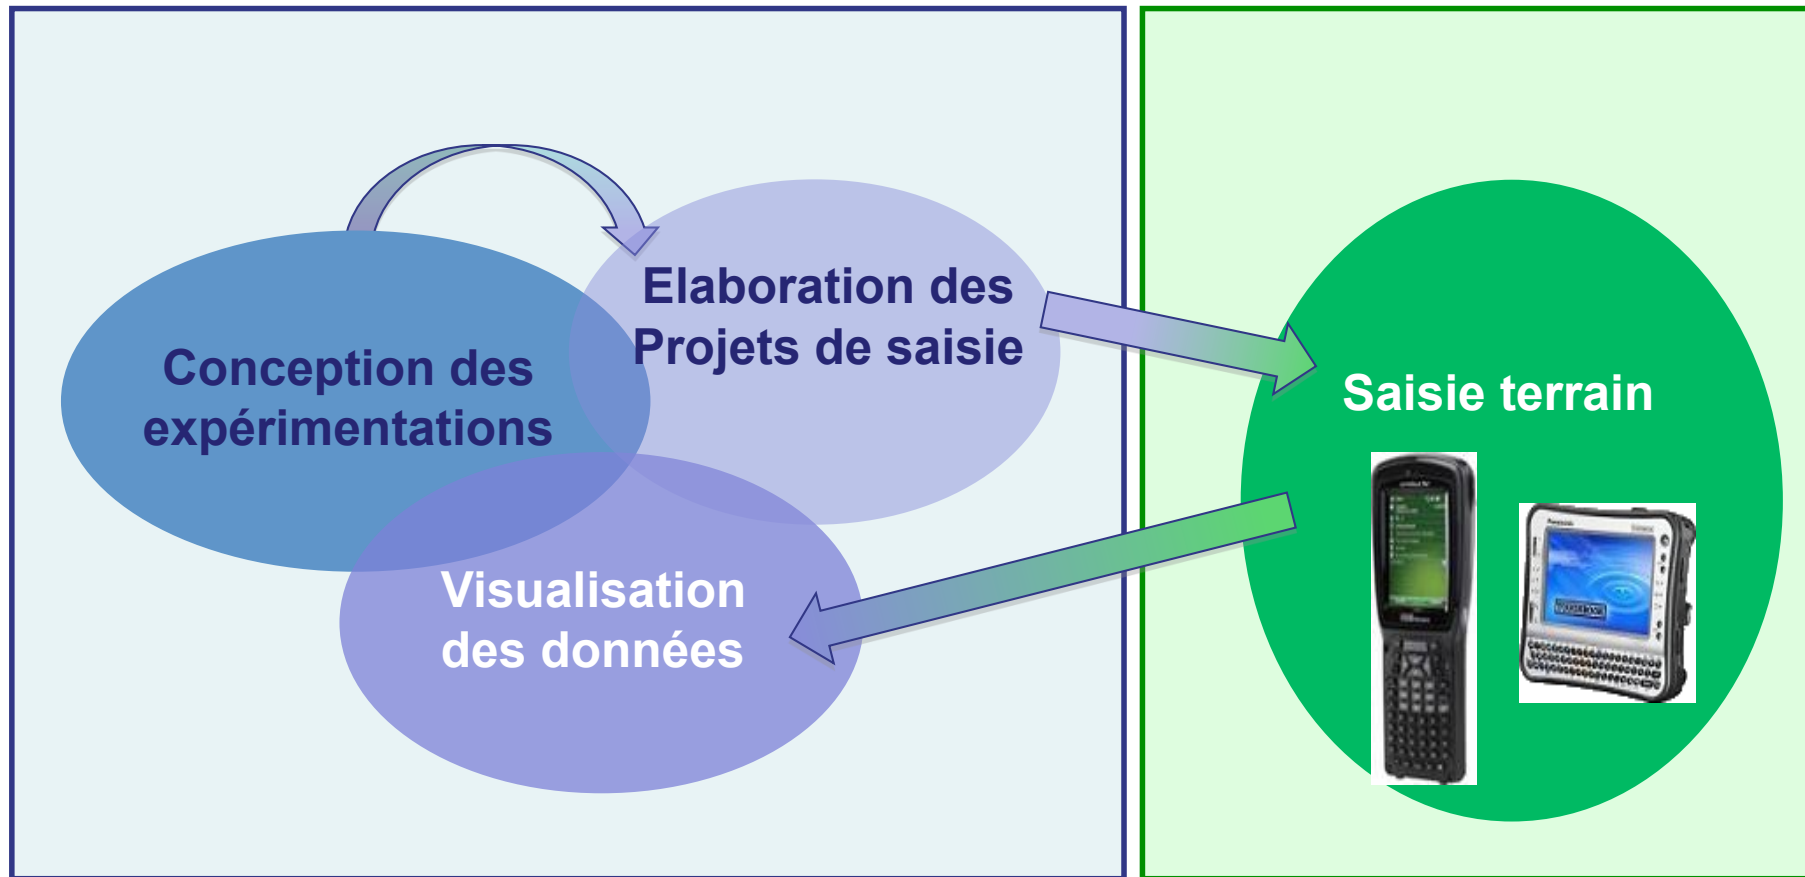 Elaboration des
Projets de saisie
Conception des
expérimentations
Visualisation
des données
Saisie terrain